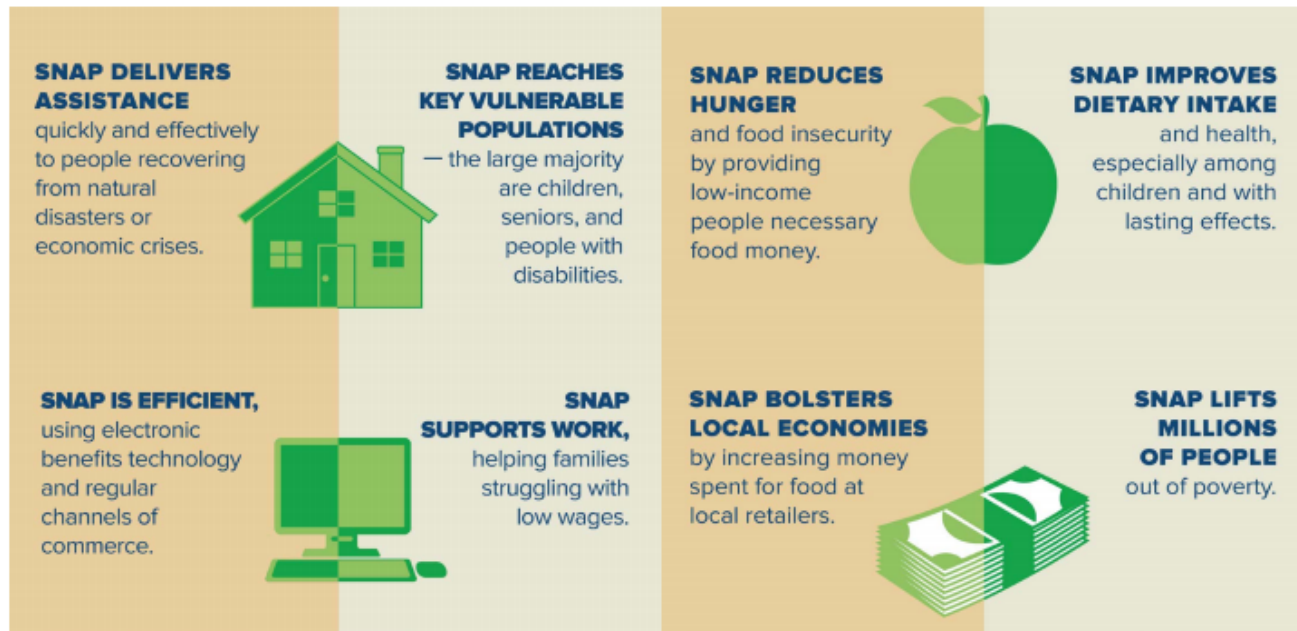 SNAP DELIVERS
ASSISTANCE
quickly and effectively
to people recovering
from natural
disasters or
economic crises.
SNAP REACHES
KEY VULNERABLE
POPULATIONS
— the large majority
are children,
seniors, and
people with
disabilities.
SNAP REDUCES
HUNGER
and food insecurity
by providing
low-income
people necessary
food money.
SNAP IMPROVES
DIETARY INTAKE
and health,
especially among
children and with
lasting effects.
SNAP IS EFFICIENT,
using electronic
benefits technology
and regular
channels of
commerce.
SNAP
SUPPORTS WORK,
helping families
struggling with
low wages.
SNAP BOLSTERS
LOCAL ECONOMIES
by increasing money
spent for food at
local retailers.
SNAP LIFTS
MILLIONS
OF PEOPLE
out of poverty.